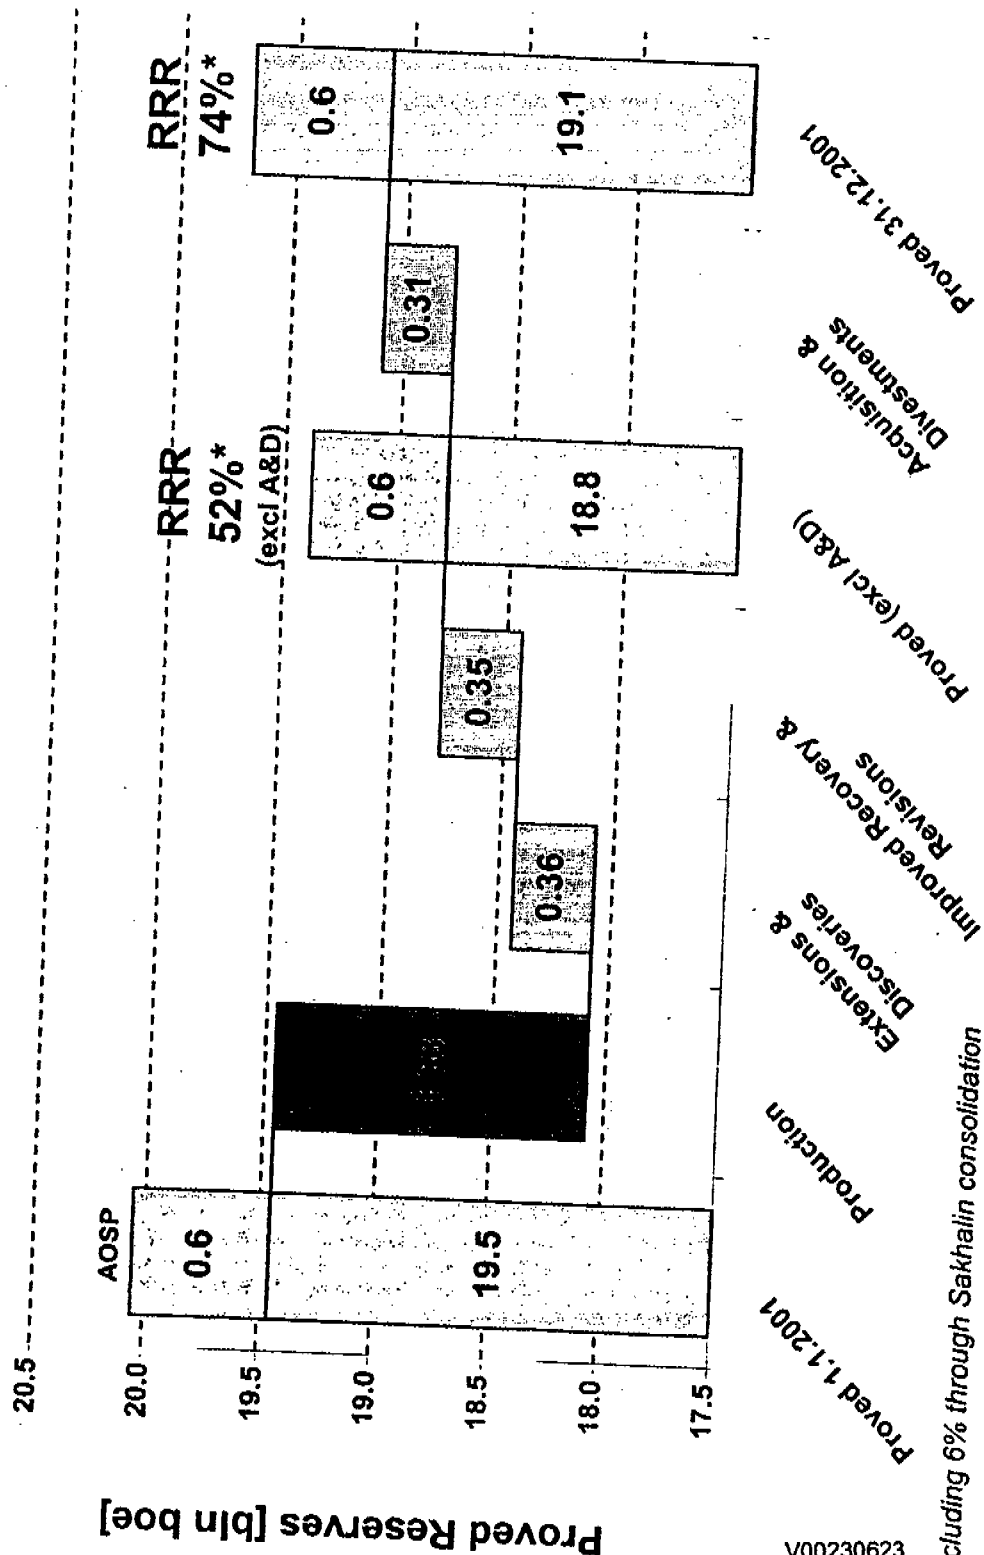 Proved Reserves [bln boe]
20.5
20.0
19.5
19.0
18.5
18.0
17.5
AOSP
0.6
19.5
0.36
0.35
RRR
52%*
(excl A&D)
0.6
18.8
0.31
RRR
74%*
0.6
19.1
Proved 1.1.2001
Production
Extensions &
Discoveries
Improved Recovery &
Revisions
Proved (excl A&D)
Acquisition &
Divestments
Proved 31.12.2001
cluding 6% through Sakhalin consolidation
V00230623